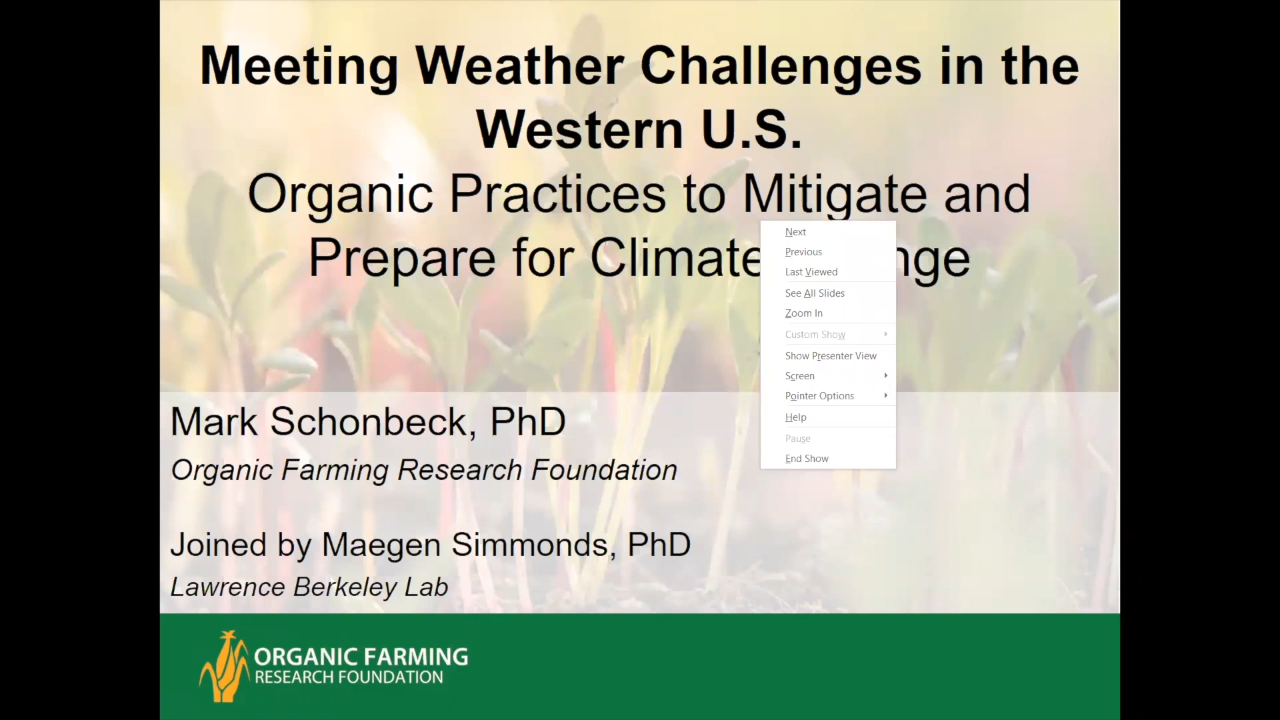 Meeting Weather Challenges in the
Western U.S.
Organic Practices to Mitigate and
Prepare for Climate nge
Next
Previous
Last Viewed
See All Slides
Zoom In
Custom Show
Show Presenter View
Screen
Pointer Options
Help
Pause
End Show
Mark Schonbeck, PhD
Organic Farming Research Foundation
Joined by Maegen Simmonds, PhD
Lawrence Berkeley Lab
ORGANIC FARMING
RESEARCH FOUNDATION